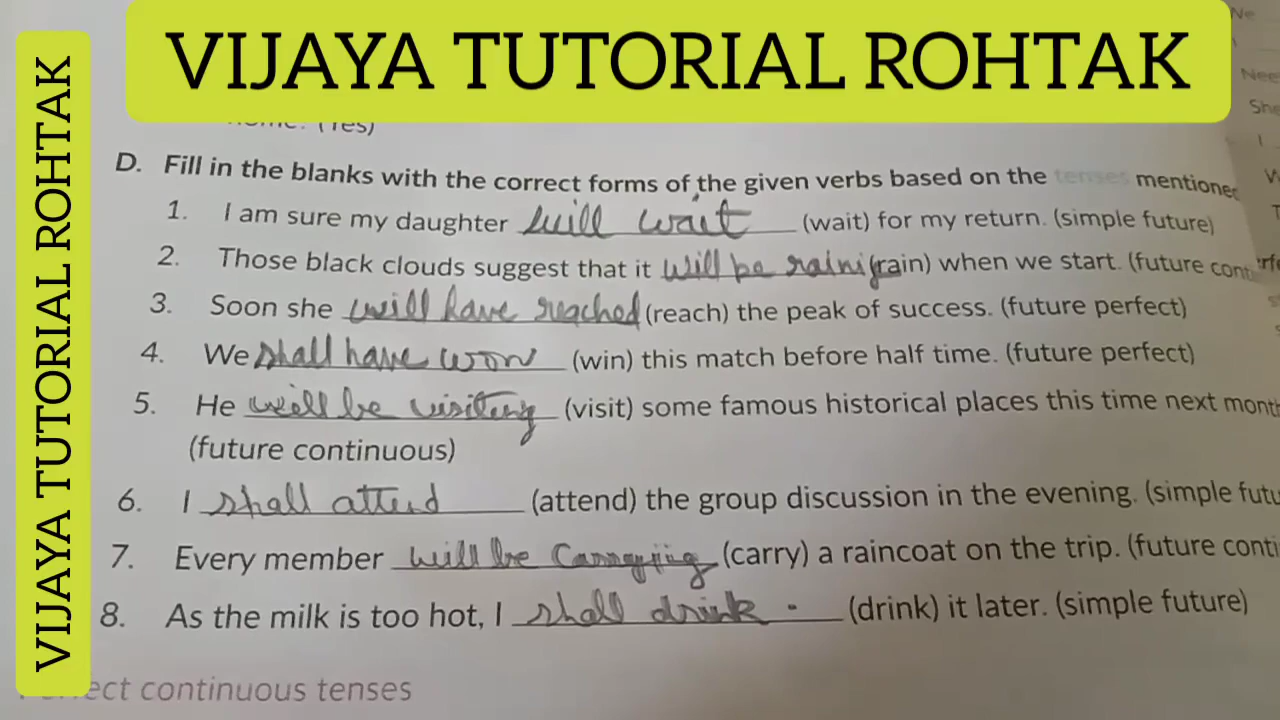 VIJAYA TUTORIAL ROHTAK
VIJAYA TUTORIAL ROHTAK
D. Fill in the blanks with the correct forms of the given verbs based on the tenses mentioned
1. I am sure my daughter will wait (wait) for my return. (simple future)
2. Those black clouds suggest that it will be raining (rain) when we start. (future cont
3. Soon she will have reached (reach) the peak of success. (future perfect)
4. We shall have won (win) this match before half time. (future perfect)
5. He will be visiting (visit) some famous historical places this time next month
(future continuous)
6. I shall attend (attend) the group discussion in the evening. (simple futu
7. Every member will be carrying (carry) a raincoat on the trip. (future conti
8. As the milk is too hot, I shall drink (drink) it later. (simple future)
continuous tenses